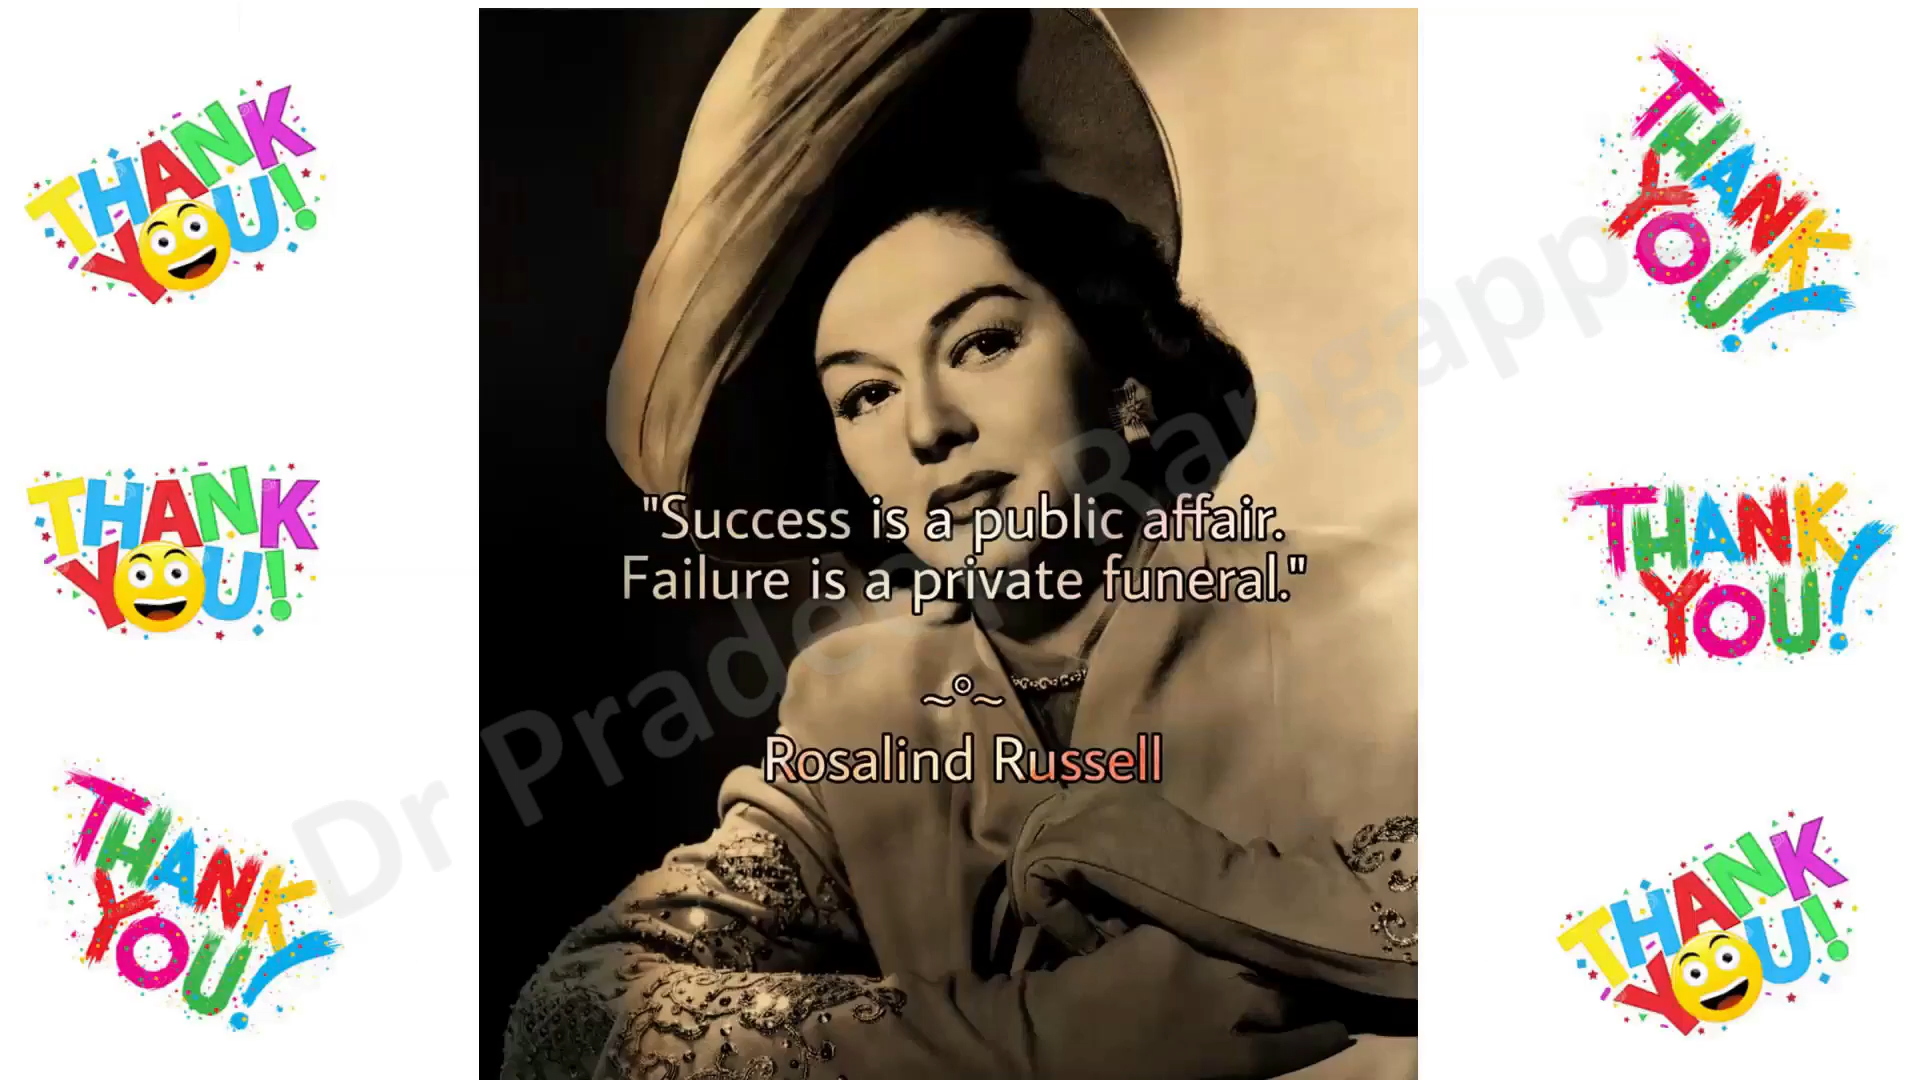 THANK
YOU!
"Success is a public affair.
Failure is a private funeral."
Rosalind Russell
THANK
YOU!
THANK
YOU!
THANK
YOU!
THANK
YOU!
THANK
YOU!
Dr Pradeep Rangappa